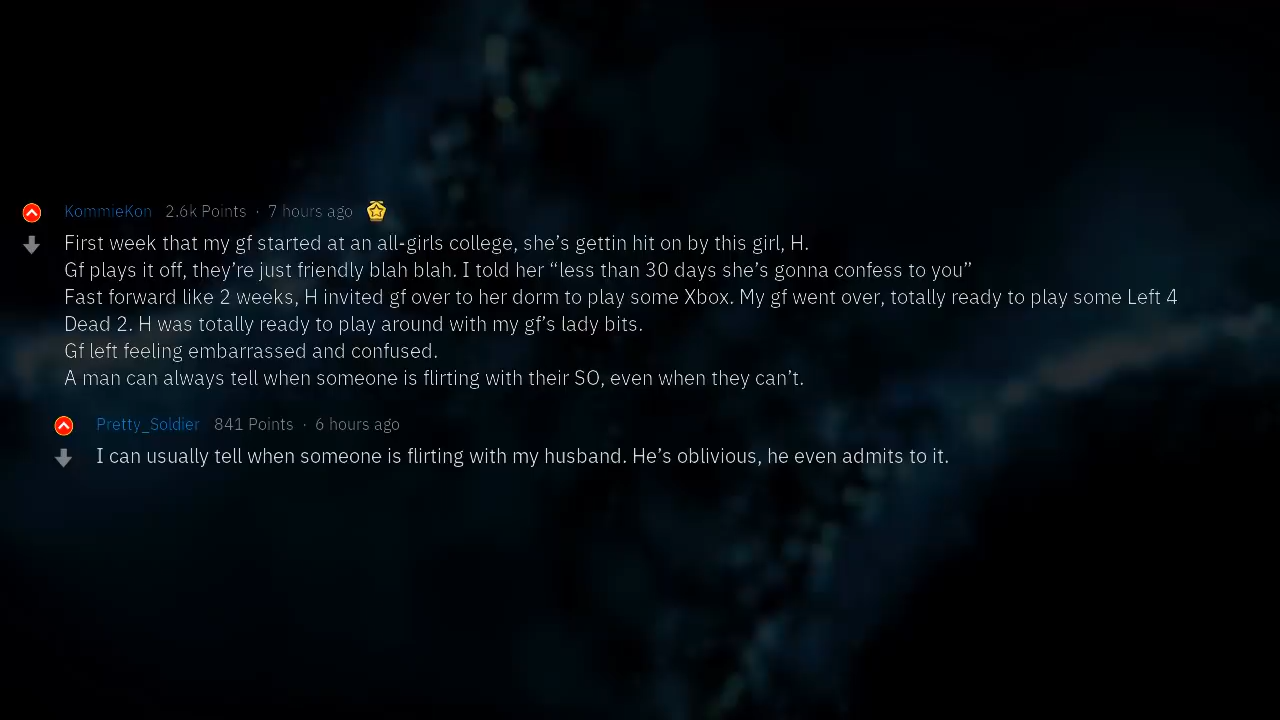 KommieKon 2.6k Points · 7 hours ago
First week that my gf started at an all-girls college, she’s gettin hit on by this girl, H.
Gf plays it off, they’re just friendly blah blah. I told her “less than 30 days she’s gonna confess to you”
Fast forward like 2 weeks, H invited gf over to her dorm to play some Xbox. My gf went over, totally ready to play some Left 4
Dead 2. H was totally ready to play around with my gf’s lady bits.
Gf left feeling embarrassed and confused.
A man can always tell when someone is flirting with their SO, even when they can’t.
Pretty_Soldier 841 Points · 6 hours ago
I can usually tell when someone is flirting with my husband. He’s oblivious, he even admits to it.